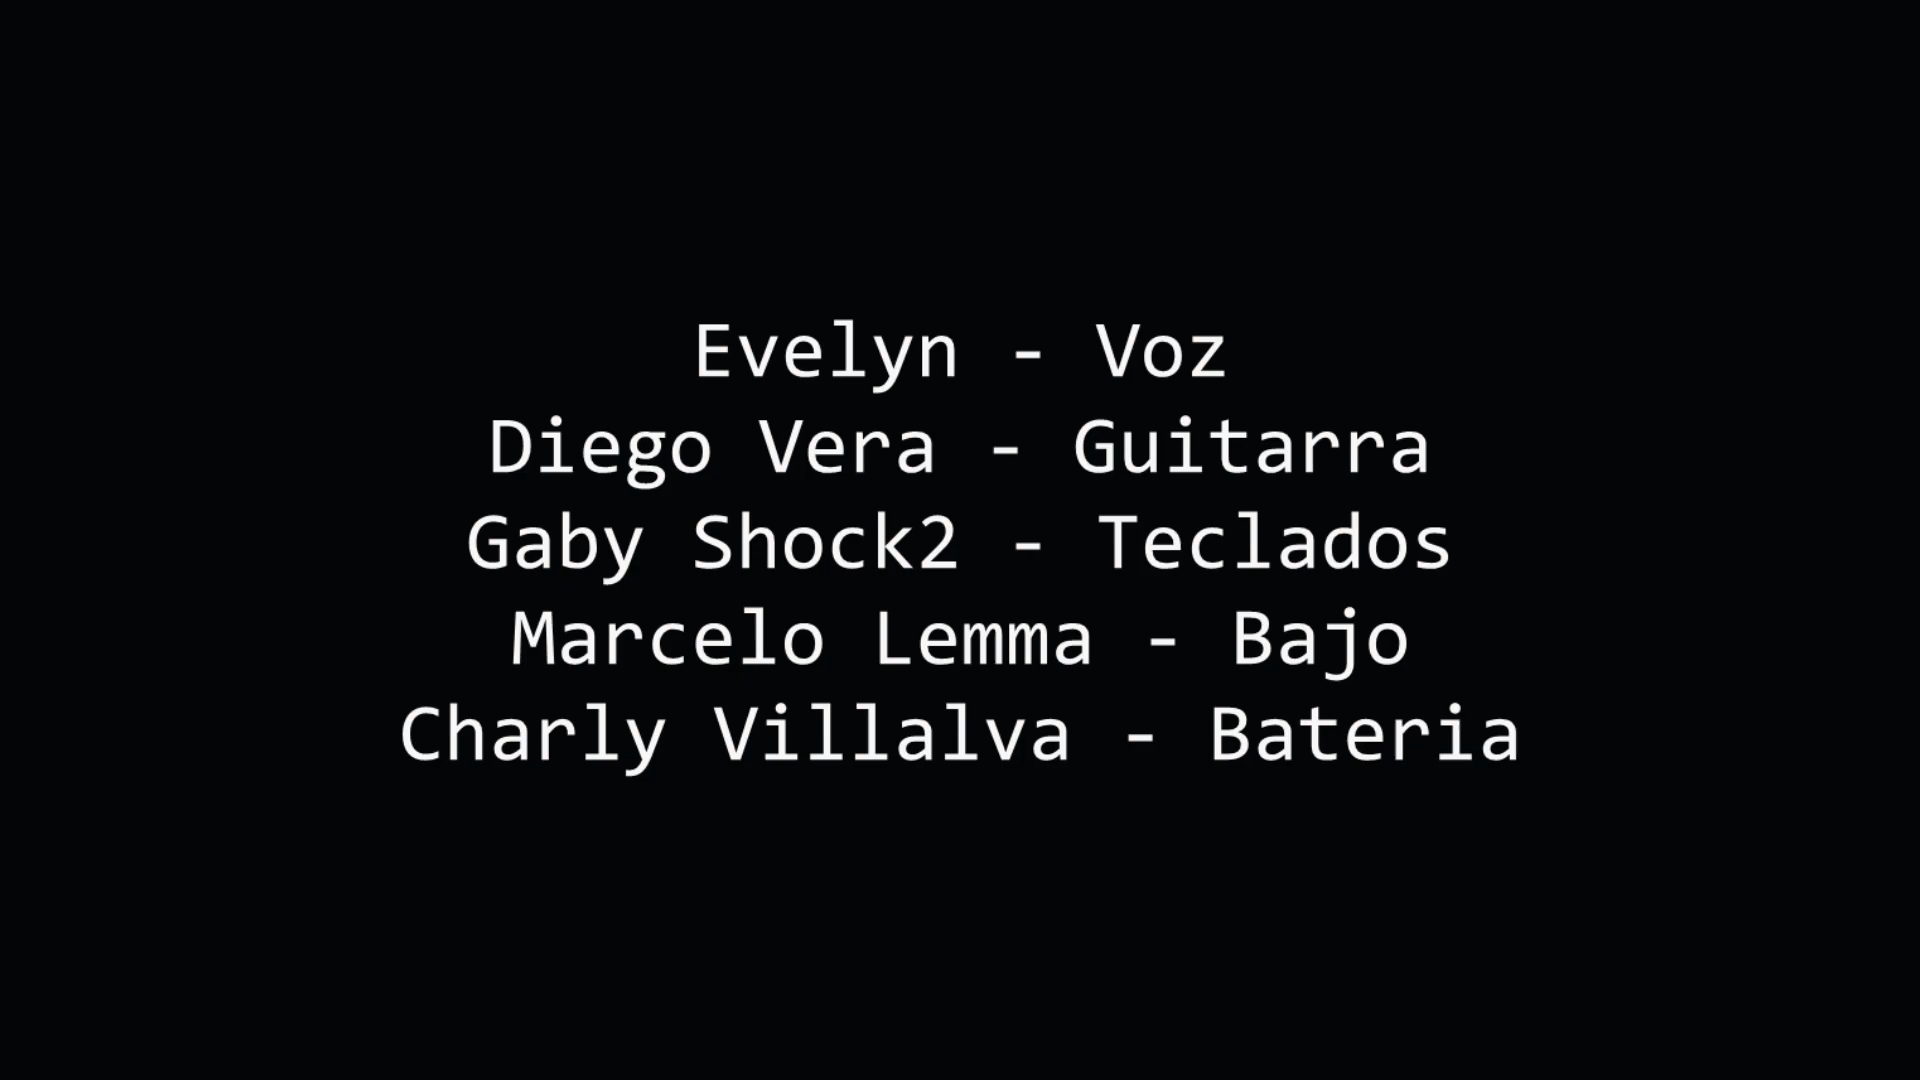 Evelyn - Voz
Diego Vera - Guitarra
Gaby Shock2 - Teclados
Marcelo Lemma - Bajo
Charly Villalva - Bateria